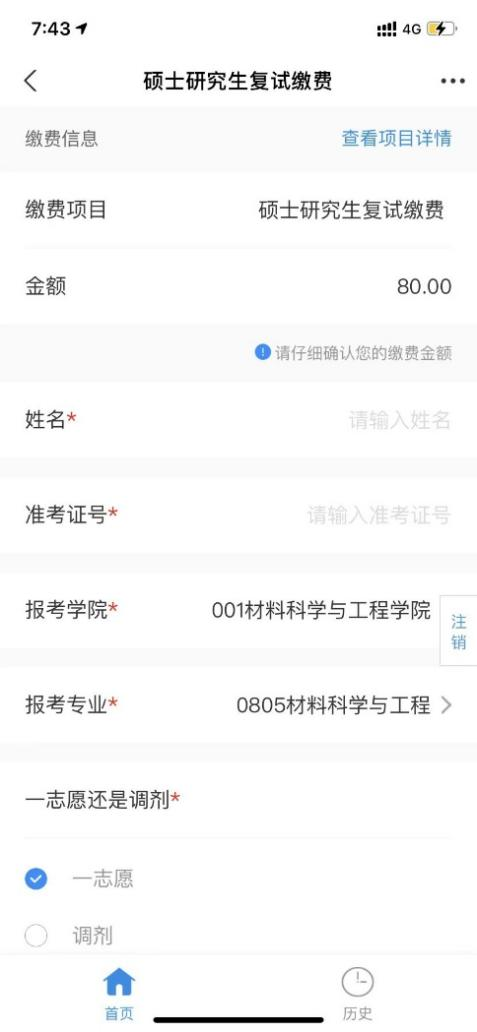 7:43
4G
硕士研究生复试缴费
缴费信息
查看项目详情
缴费项目
硕士研究生复试缴费
金额
80.00
请仔细确认您的缴费金额
姓名*
请输入姓名
准考证号*
请输入准考证号
报考学院*
001材料科学与工程学院
注销
报考专业*
0805材料科学与工程
一志愿还是调剂*
一志愿
调剂
首页
历史